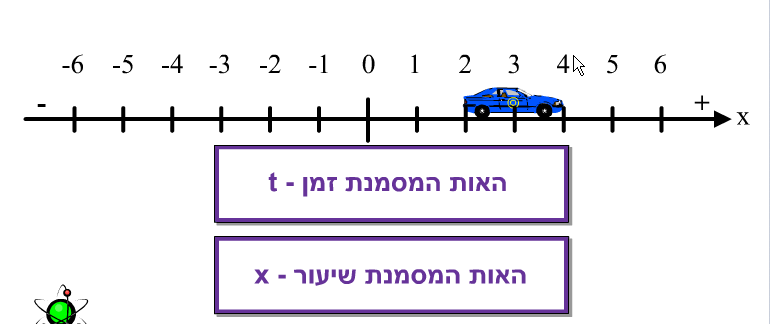 -6 -5 -4 -3 -2 -1 0 1 2 3 4 5 6
- +
x
האות המסמנת זמן - t
האות המסמנת שיעור - x